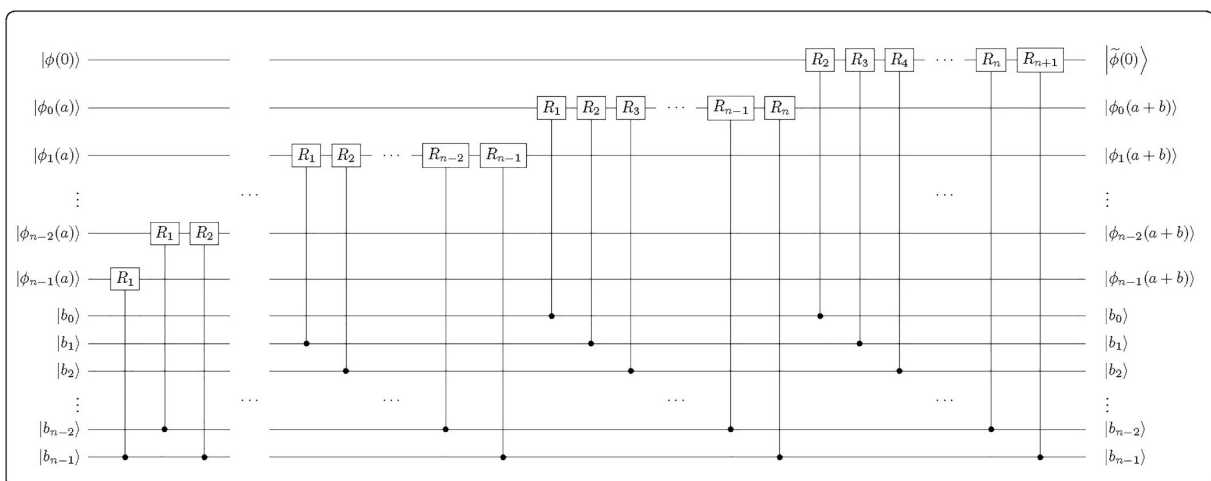 |ϕ(0)⟩ R₂ R₃ R₄ ⋯ Rₙ Rₙ₊₁ |ϕ̃(0)⟩
|ϕ₀(a)⟩ R₁ R₂ R₃ ⋯ Rₙ₋₁ Rₙ |ϕ₀(a + b)⟩
|ϕ₁(a)⟩ R₁ R₂ ⋯ Rₙ₋₂ Rₙ₋₁ |ϕ₁(a + b)⟩
⋮ ⋯ ⋯ ⋮
|ϕₙ₋₂(a)⟩ R₁ R₂ |ϕₙ₋₂(a + b)⟩
|ϕₙ₋₁(a)⟩ R₁ |ϕₙ₋₁(a + b)⟩
|b₀⟩ |b₀⟩
|b₁⟩ |b₁⟩
|b₂⟩ |b₂⟩
⋮ ⋯ ⋯ ⋯ ⋯ ⋮
|bₙ₋₂⟩ |bₙ₋₂⟩
|bₙ₋₁⟩ |bₙ₋₁⟩